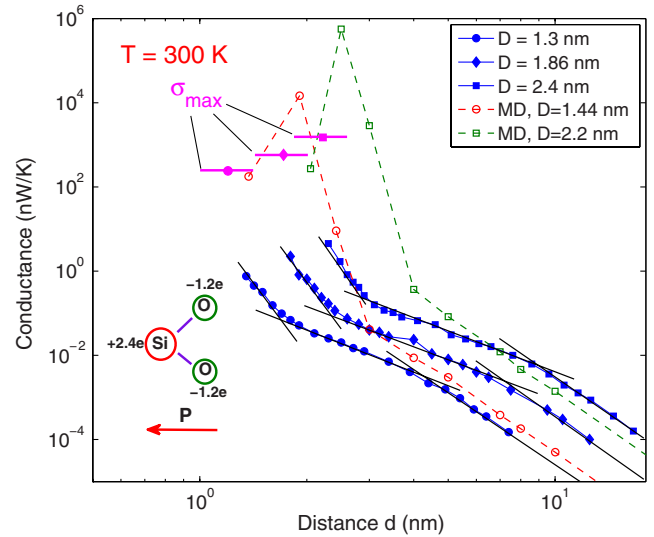 T = 300 K
σmax
D = 1.3 nm
D = 1.86 nm
D = 2.4 nm
MD, D=1.44 nm
MD, D=2.2 nm
Conductance (nW/K)
10^6
10^4
10^2
10^0
10^-2
10^-4
-1.2e
O
+2.4e Si
O
-1.2e
P
10^0
10^1
Distance d (nm)